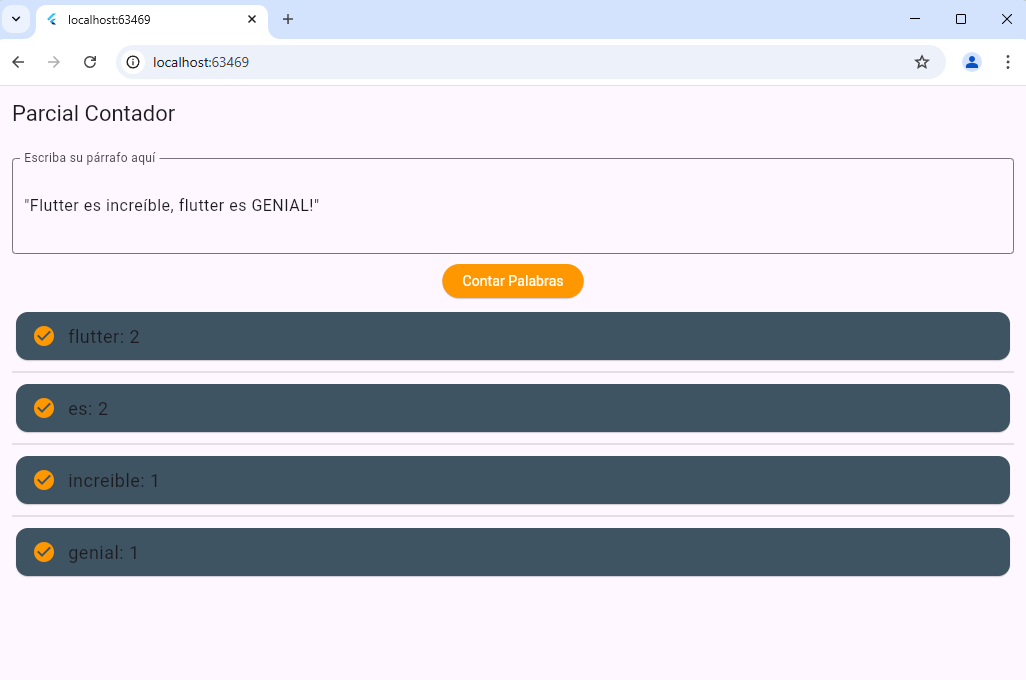 localhost:63469
localhost:63469
Parcial Contador
Escriba su párrafo aquí
"Flutter es increíble, flutter es GENIAL!"
Contar Palabras
flutter: 2
es: 2
increible: 1
genial: 1